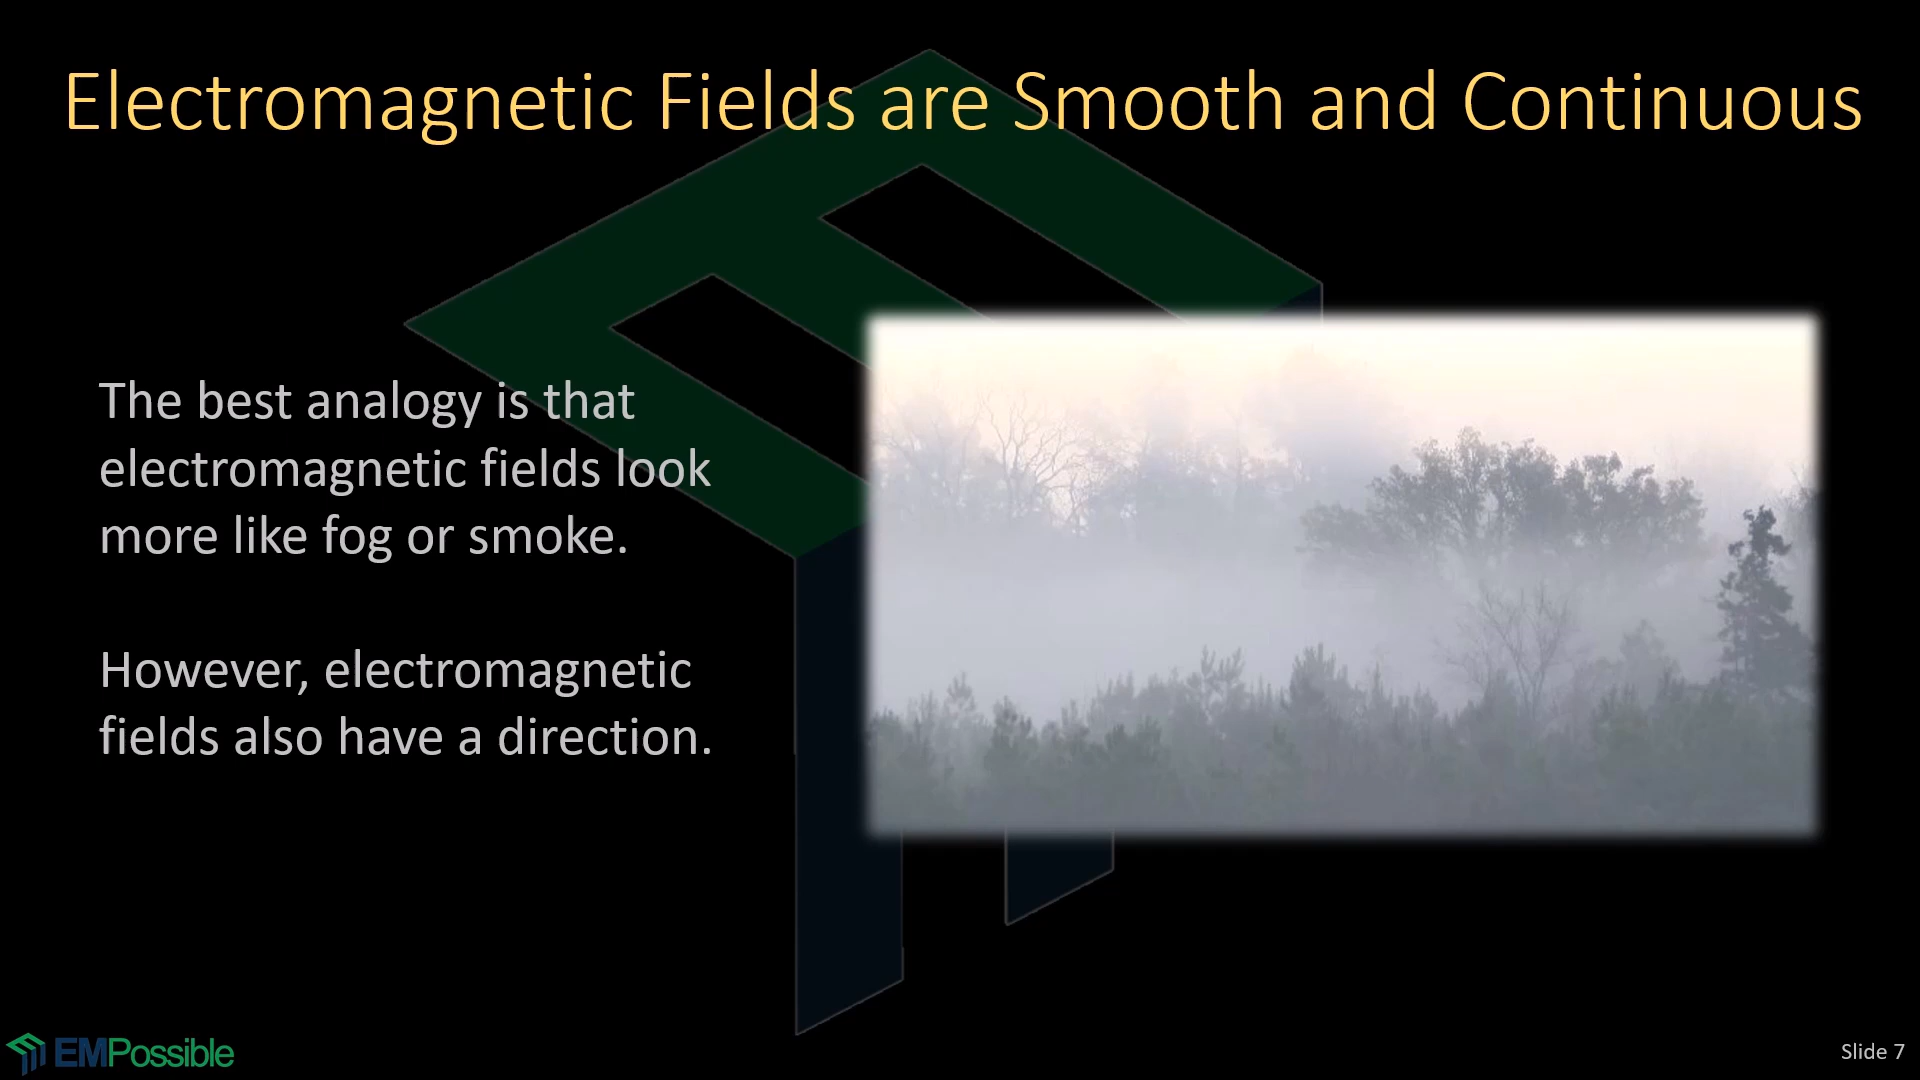 Electromagnetic Fields are Smooth and Continuous
The best analogy is that
electromagnetic fields look
more like fog or smoke.
However, electromagnetic
fields also have a direction.
EMPossible
Slide 7